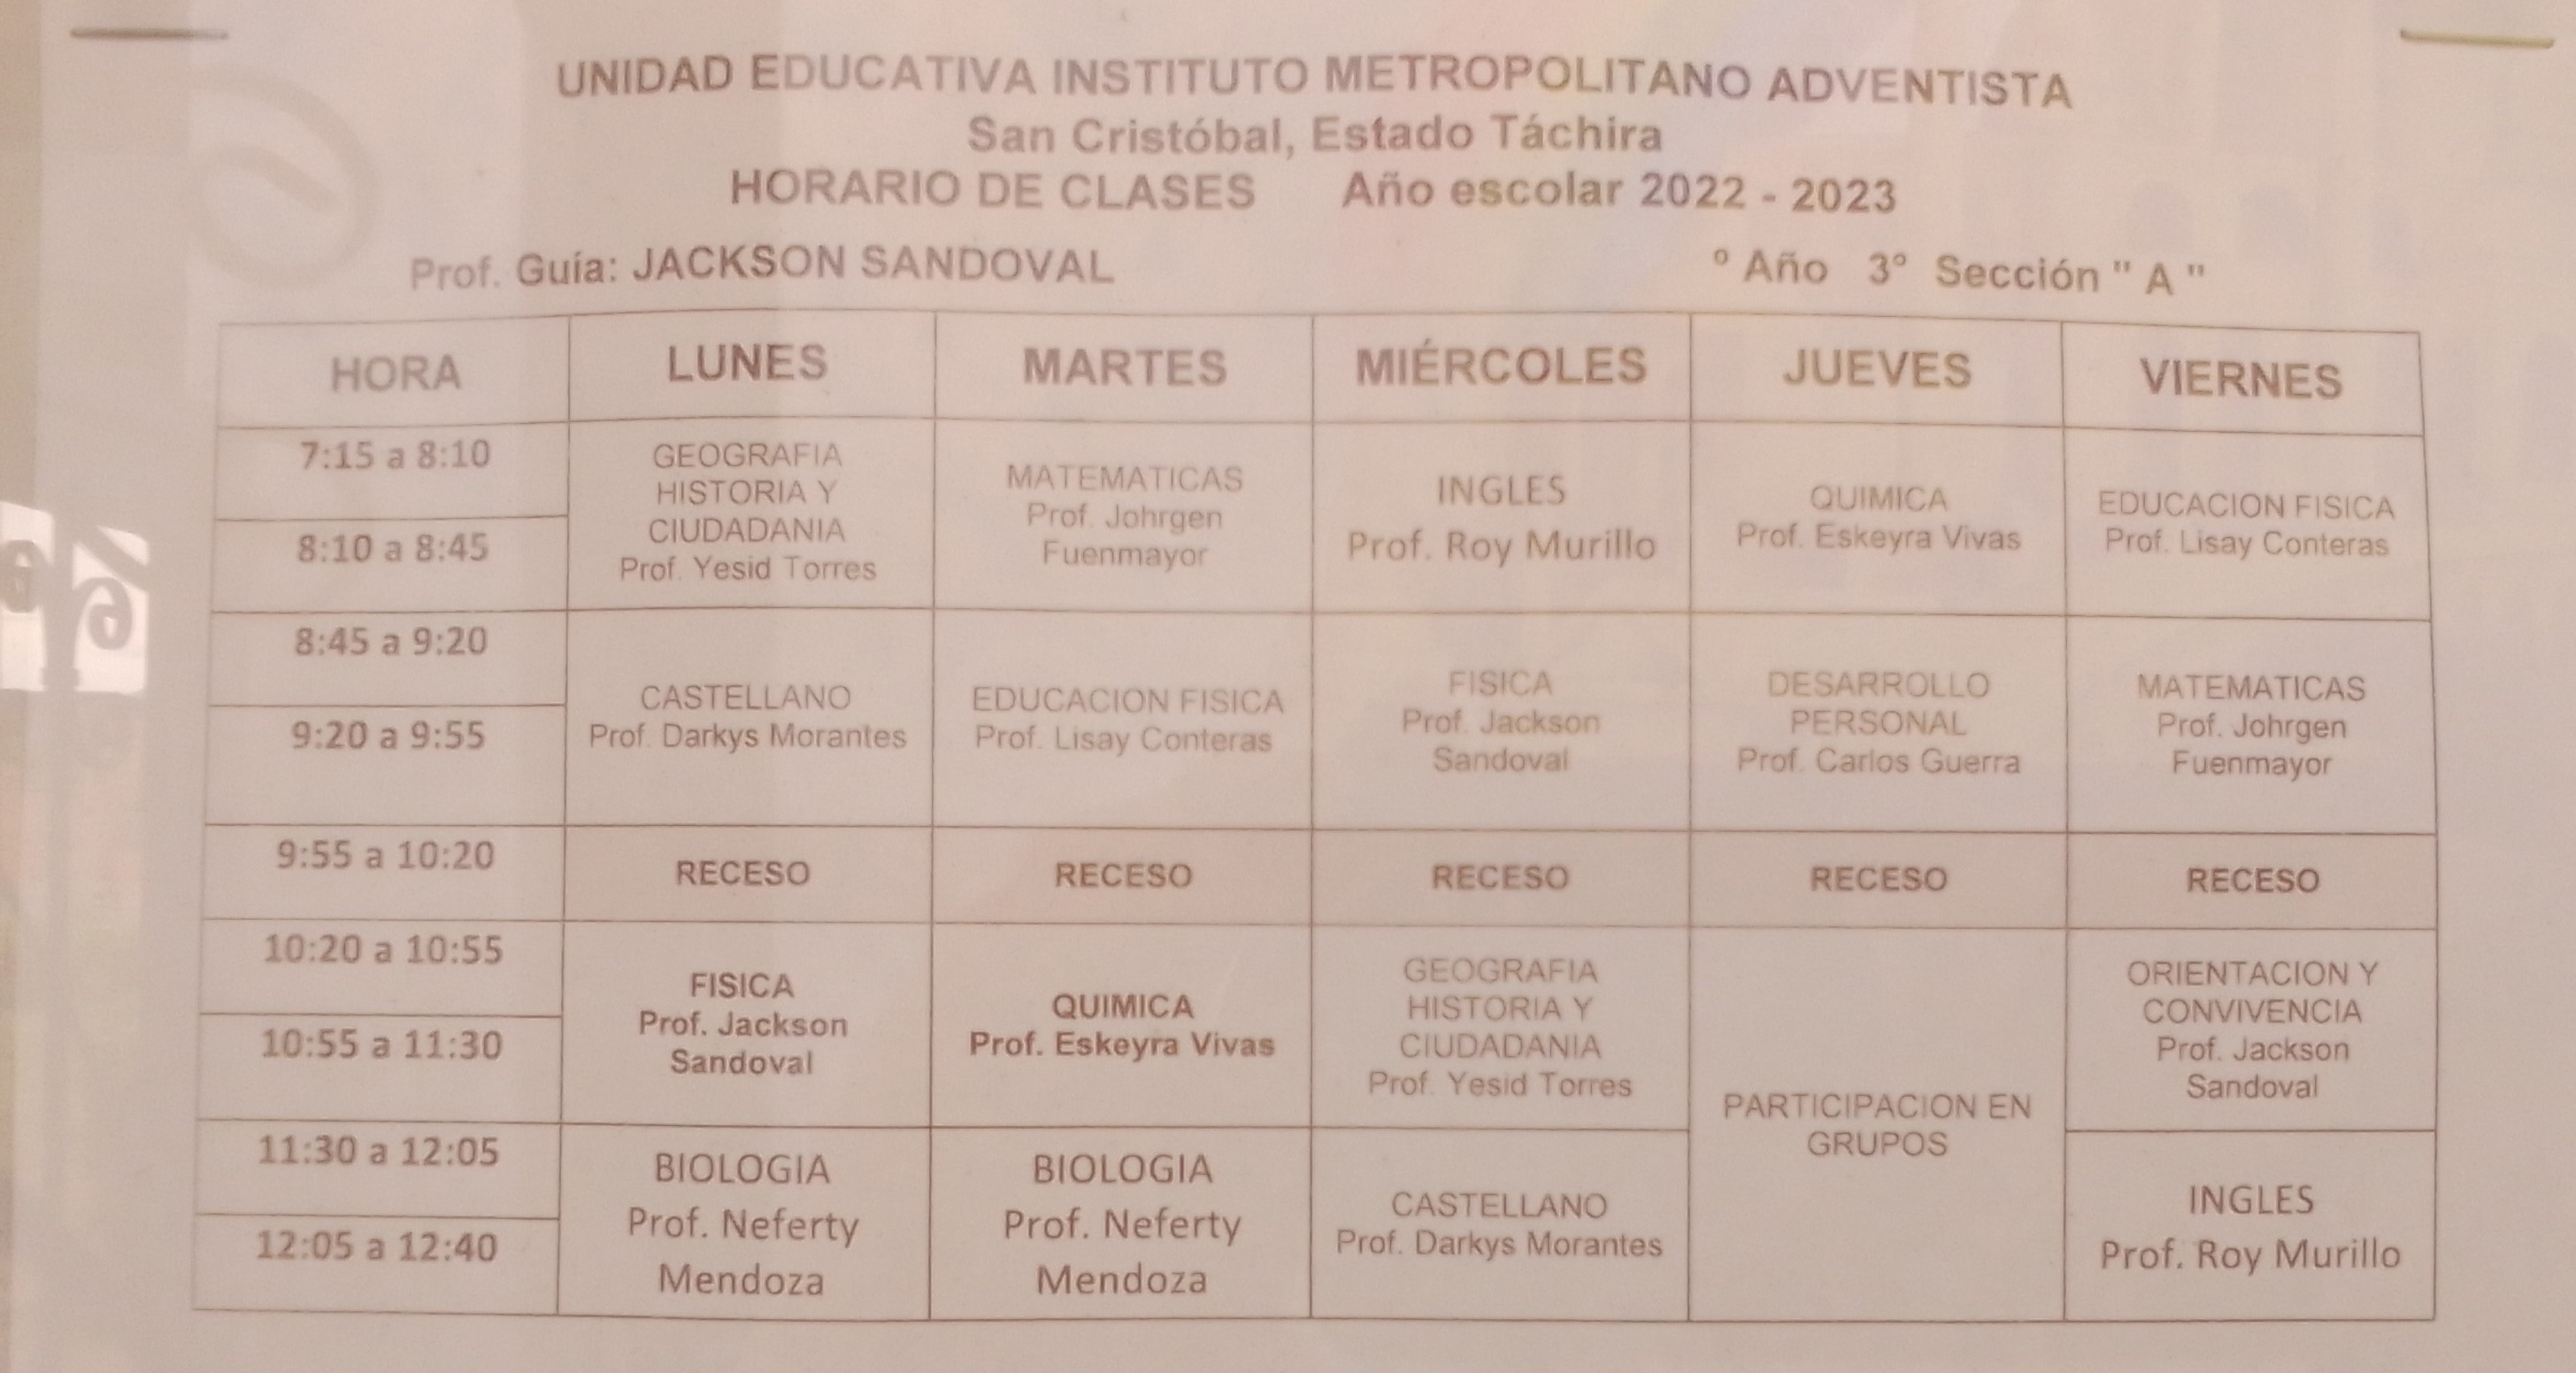 UNIDAD EDUCATIVA INSTITUTO METROPOLITANO ADVENTISTA
San Cristóbal, Estado Táchira
HORARIO DE CLASES Año escolar 2022 - 2023
Prof. Guía: JACKSON SANDOVAL º Año 3° Sección " A "
HORA LUNES MARTES MIÉRCOLES JUEVES VIERNES
7:15 a 8:10
8:10 a 8:45
GEOGRAFIA
HISTORIA Y
CIUDADANIA
Prof. Yesid Torres
MATEMATICAS
Prof. Johrgen
Fuenmayor
INGLES
Prof. Roy Murillo
QUIMICA
Prof. Eskeyra Vivas
EDUCACION FISICA
Prof. Lisay Conteras
8:45 a 9:20
9:20 a 9:55
CASTELLANO
Prof. Darkys Morantes
EDUCACION FISICA
Prof. Lisay Conteras
FISICA
Prof. Jackson
Sandoval
DESARROLLO
PERSONAL
Prof. Carlos Guerra
MATEMATICAS
Prof. Johrgen
Fuenmayor
9:55 a 10:20 RECESO RECESO RECESO RECESO RECESO
10:20 a 10:55
10:55 a 11:30
FISICA
Prof. Jackson
Sandoval
QUIMICA
Prof. Eskeyra Vivas
GEOGRAFIA
HISTORIA Y
CIUDADANIA
Prof. Yesid Torres
PARTICIPACION EN
GRUPOS
ORIENTACION Y
CONVIVENCIA
Prof. Jackson
Sandoval
11:30 a 12:05
12:05 a 12:40
BIOLOGIA
Prof. Neferty
Mendoza
BIOLOGIA
Prof. Neferty
Mendoza
CASTELLANO
Prof. Darkys Morantes
INGLES
Prof. Roy Murillo